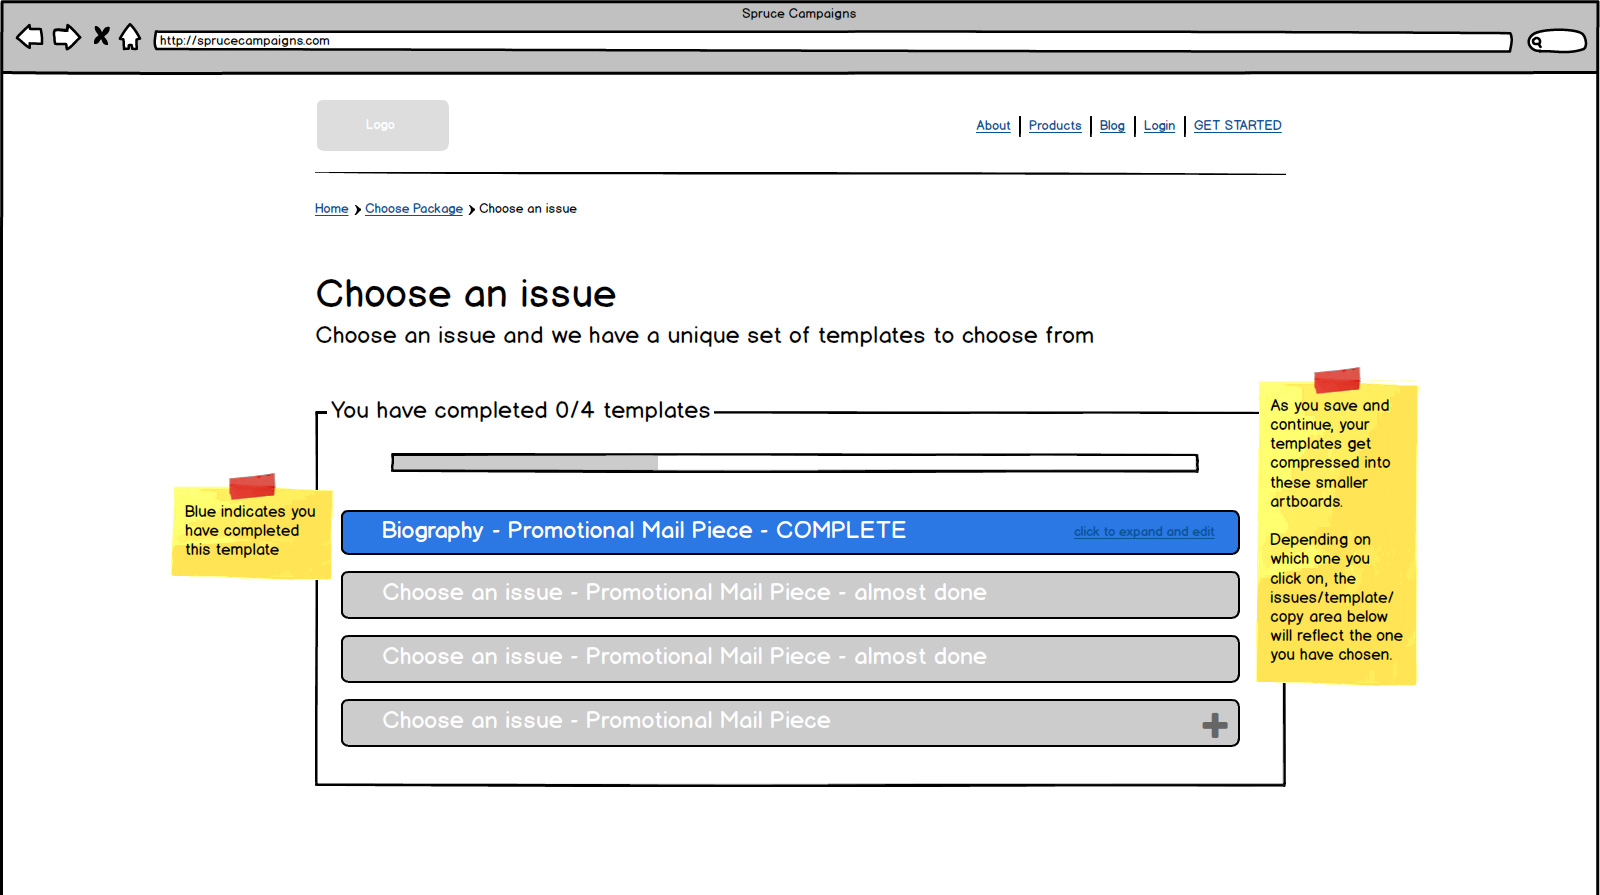 Spruce Campaigns
http://sprucecampaigns.com
Logo
About
Products
Blog
Login
GET STARTED
Home
Choose Package
Choose an issue
Choose an issue
Choose an issue and we have a unique set of templates to choose from
You have completed 0/4 templates
Blue indicates you
have completed
this template
Biography - Promotional Mail Piece - COMPLETE
click to expand and edit
Choose an issue - Promotional Mail Piece - almost done
Choose an issue - Promotional Mail Piece - almost done
Choose an issue - Promotional Mail Piece
As you save and
continue, your
templates get
compressed into
these smaller
artboards.
Depending on
which one you
click on, the
issues/template/
copy area below
will reflect the one
you have chosen.